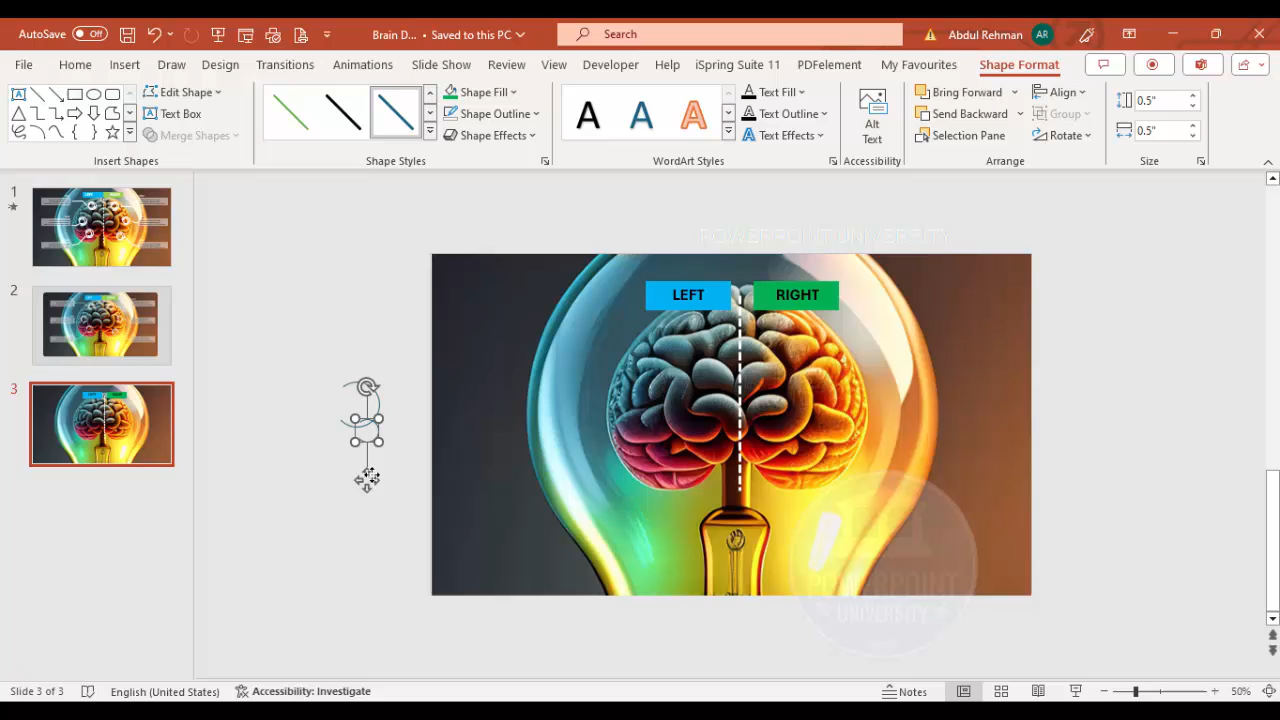 AutoSave Off Brain D... • Saved to this PC Search Abdul Rehman AR
File Home Insert Draw Design Transitions Animations Slide Show Review View Developer Help iSpring Suite 11 PDFelement My Favourites Shape Format
Edit Shape Shape Fill Text Fill Bring Forward Align 0.5"
Text Box Shape Outline A A A Text Outline Alt Send Backward Group
Merge Shapes Shape Effects Text Effects Text Selection Pane Rotate 0.5"
Insert Shapes Shape Styles WordArt Styles Accessibility Arrange Size
1
2
3
POWERPOINT UNIVERSITY
LEFT RIGHT
POWERPOINT
UNIVERSITY
Slide 3 of 3 English (United States) Accessibility: Investigate Notes 50%